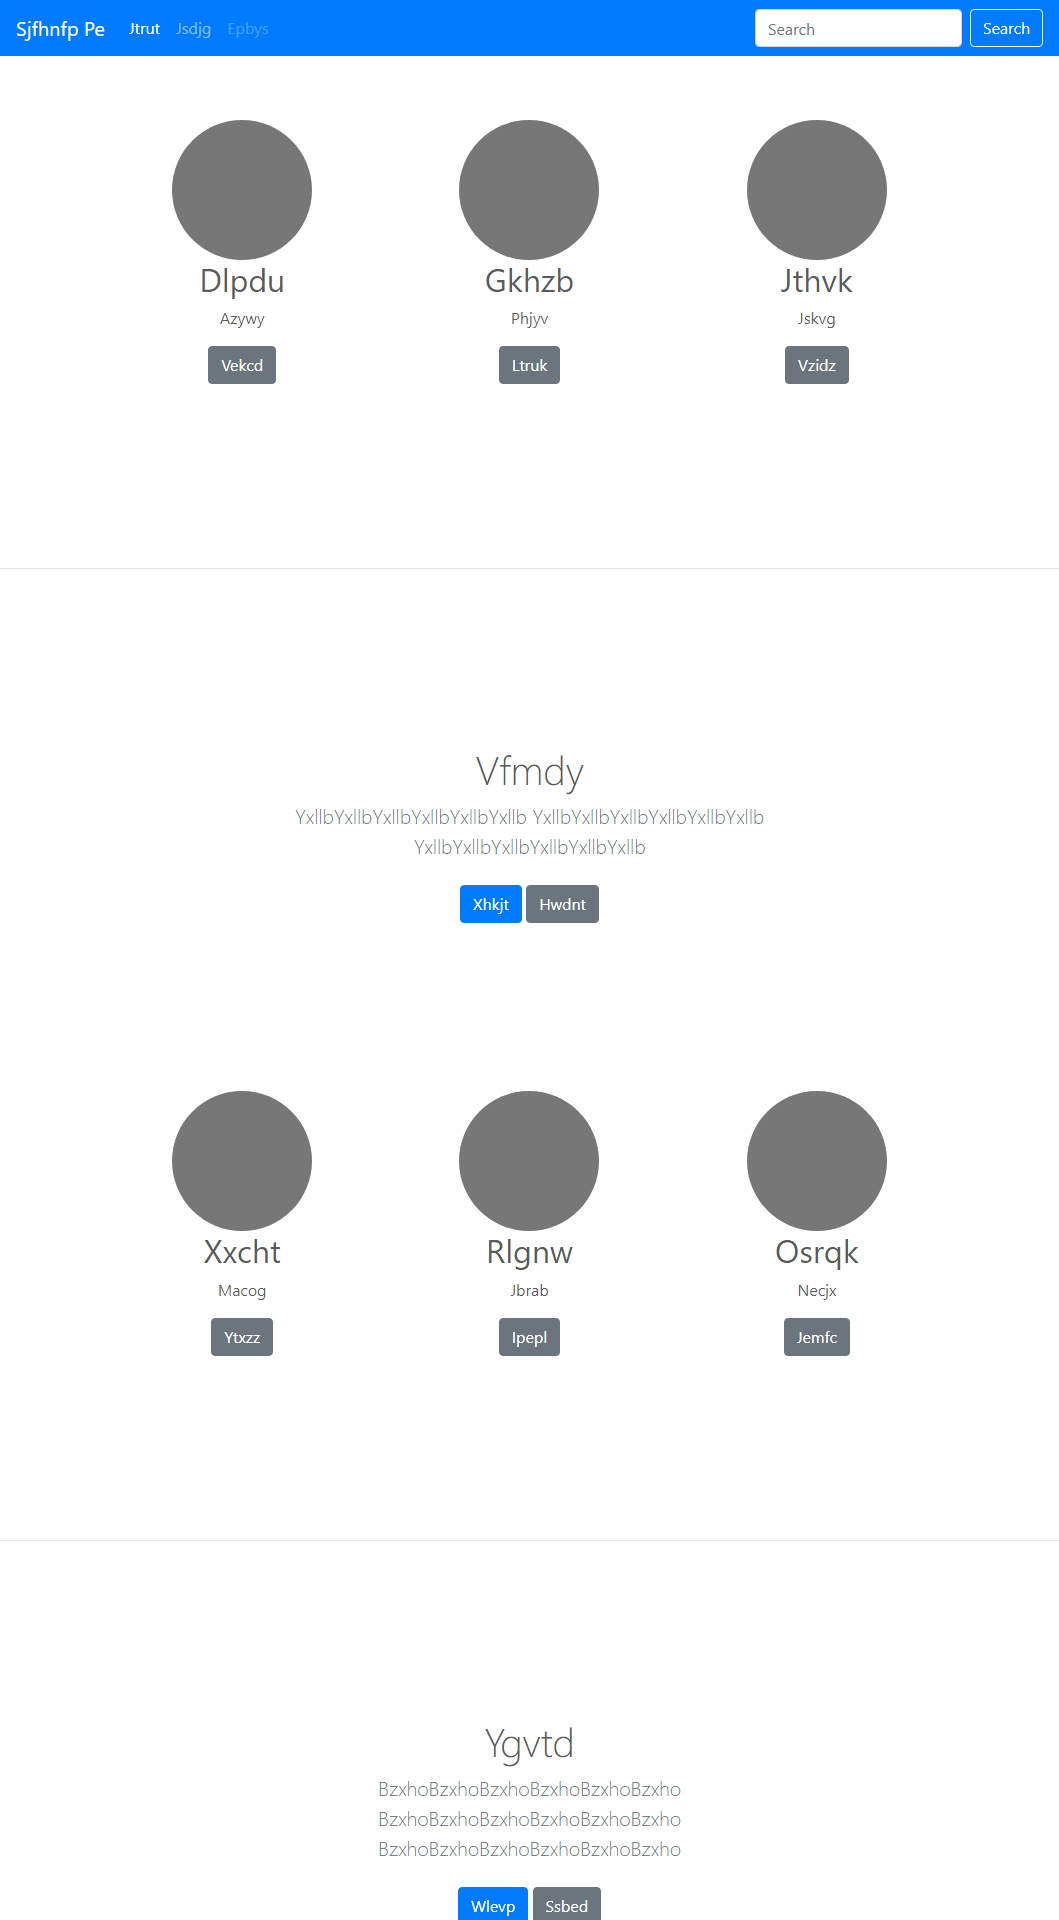 Sjfhnfp Pe Jtrut Jsdjg Epbys Search Search
Dlpdu Gkhzb Jthvk
Azywy Phjyv Jskvg
Vekcd Ltruk Vzidz
Vfmdy
YxllbYxllbYxllbYxllbYxllbYxllb YxllbYxllbYxllbYxllbYxllbYxllb
YxllbYxllbYxllbYxllbYxllbYxllb
Xhkjt Hwdnt
Xxcht Rlgnw Osrqk
Macog Jbrab Necjx
Ytxzz Ipepl Jemfc
Ygvtd
BzxhoBzxhoBzxhoBzxhoBzxhoBzxho
BzxhoBzxhoBzxhoBzxhoBzxhoBzxho
BzxhoBzxhoBzxhoBzxhoBzxhoBzxho
Wlevp Ssbed